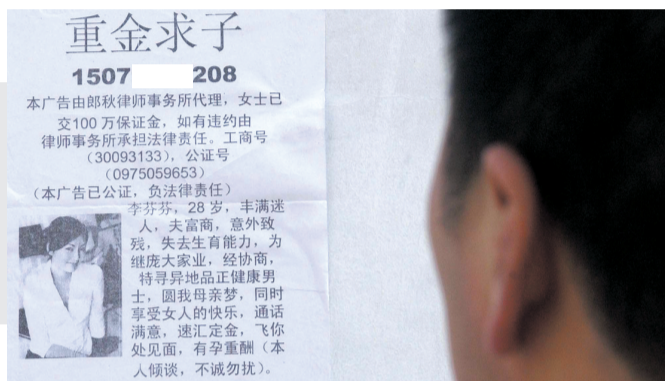 重金求子
1507 208
本广告由郎秋律师事务所代理，女士已
交100万保证金，如有违约由
律师事务所承担法律责任。工商号
（30093133），公证号
（0975059653）
（本广告已公证，负法律责任）
李芬芬，28岁，丰满迷
人，夫富商，意外致
残，失去生育能力，为
继庞大家业，经协商，
特寻异地品正健康男
士，圆我母亲梦，同时
享受女人的快乐，通话
满意，速汇定金，飞你
处见面，有孕重酬（本
人倾谈，不诚勿扰）。